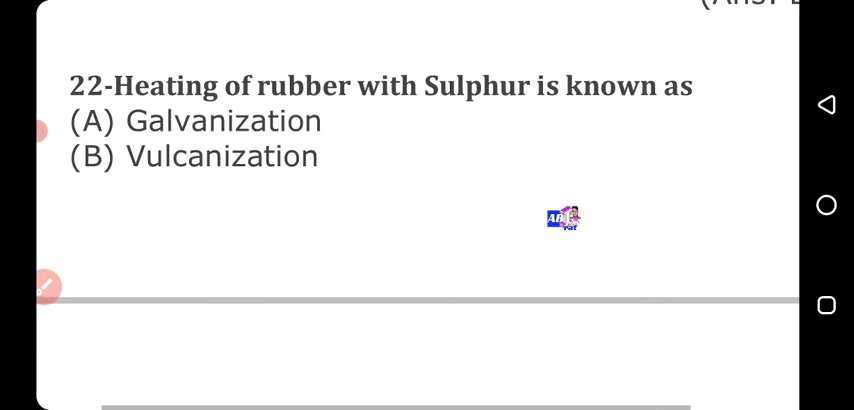 22-Heating of rubber with Sulphur is known as
(A) Galvanization
(B) Vulcanization